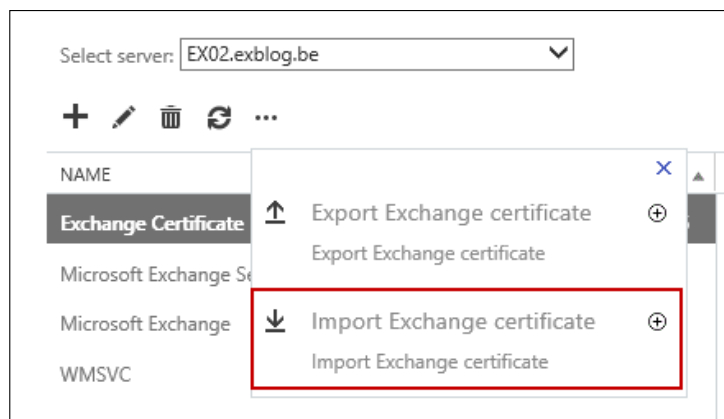 Select server: EX02.exblog.be
NAME
Exchange Certificate
Export Exchange certificate
Export Exchange certificate
Microsoft Exchange Se
Microsoft Exchange
Import Exchange certificate
Import Exchange certificate
WMSVC